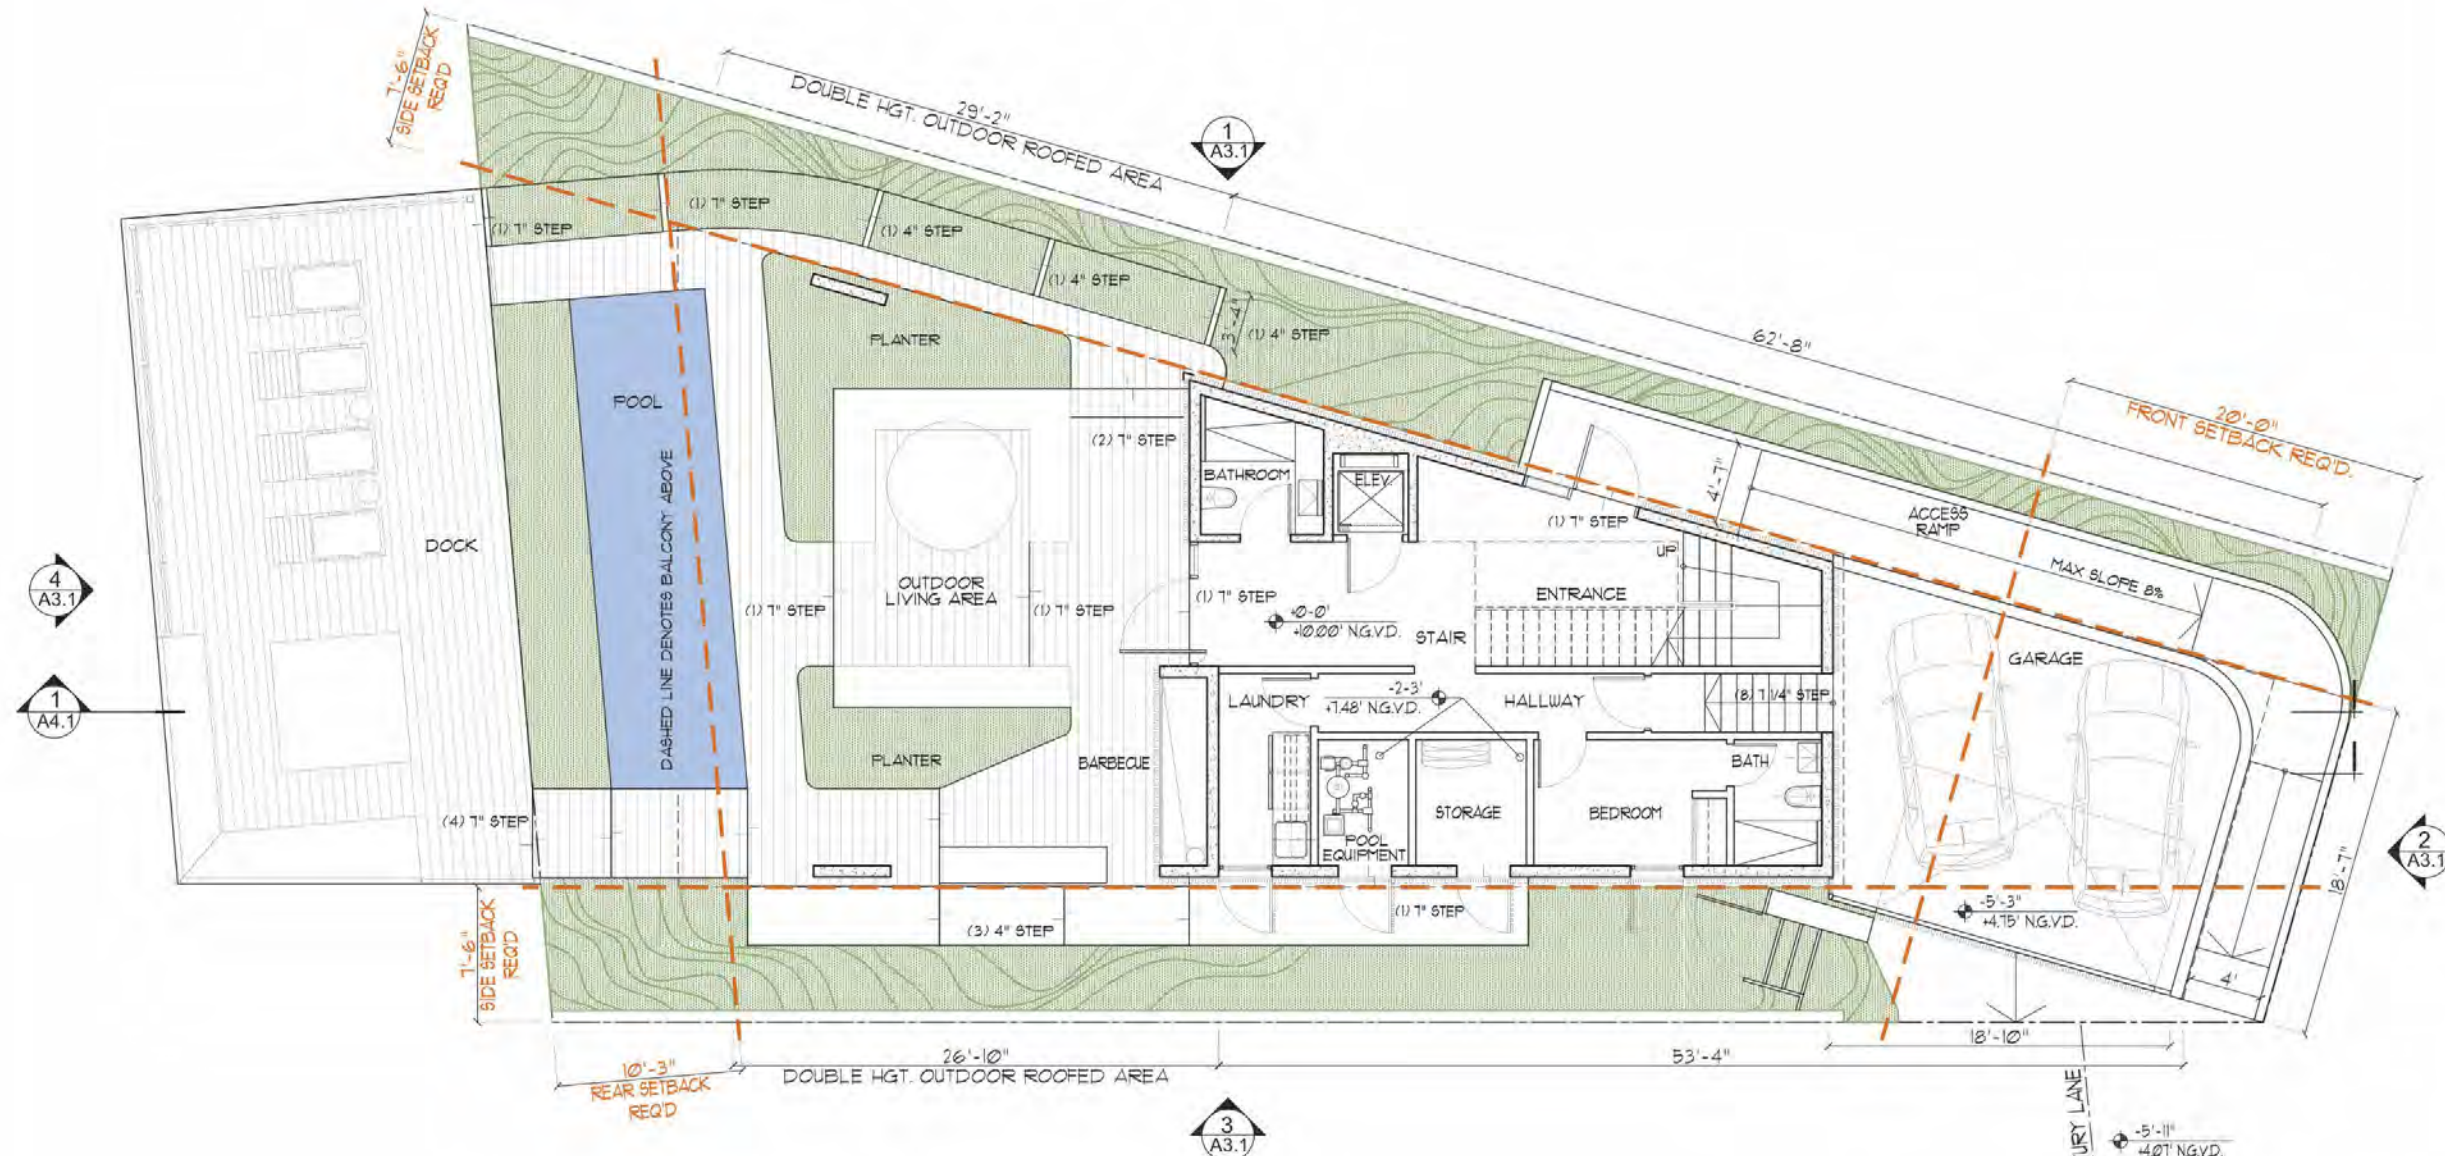 7'-6"
SIDE SETBACK
REQ'D
29'-2"
DOUBLE HGT. OUTDOOR ROOFED AREA
1
A3.1
62'-8"
20'-0"
FRONT SETBACK REQ'D.
(1) 7" STEP
(1) 7" STEP
(1) 4" STEP
(1) 4" STEP
3'-4"
(1) 4" STEP
PLANTER
POOL
DASHED LINE DENOTES BALCONY ABOVE
(2) 7" STEP
BATHROOM
ELEV.
4'-7"
ACCESS
RAMP
MAX SLOPE 8%
(1) 7" STEP
UP
DOCK
4
A3.1
OUTDOOR
LIVING AREA
(1) 7" STEP
(1) 7" STEP
(1) 7" STEP
ENTRANCE
±0-0'
+10.00' N.G.V.D.
STAIR
GARAGE
1
A4.1
LAUNDRY
-2-3'
+7.48' N.G.V.D.
HALLWAY
(8) 7 1/4" STEP
PLANTER
BARBECUE
BATH
(4) 7" STEP
STORAGE
BEDROOM
POOL
EQUIPMENT
2
A3.1
18'-7"
7'-6"
SIDE SETBACK
REQ'D
(3) 4" STEP
(1) 7" STEP
-5'-3"
+4.75' N.G.V.D.
4'
18'-10"
26'-10"
DOUBLE HGT. OUTDOOR ROOFED AREA
53'-4"
10'-3"
REAR SETBACK
REQ'D
3
A3.1
URY LANE
-5'-11"
+4.07' N.G.V.D.